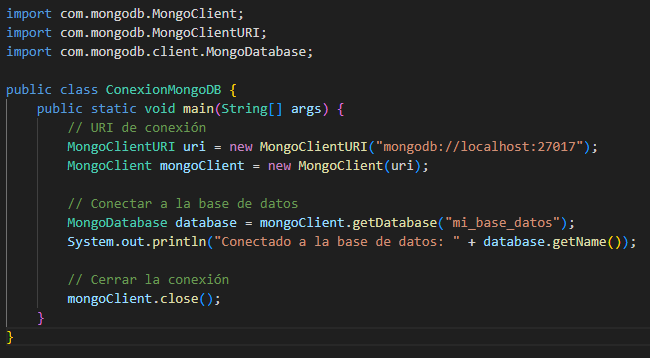 import com.mongodb.MongoClient;
import com.mongodb.MongoClientURI;
import com.mongodb.client.MongoDatabase;

public class ConexionMongoDB {
    public static void main(String[] args) {
        // URI de conexión
        MongoClientURI uri = new MongoClientURI("mongodb://localhost:27017");
        MongoClient mongoClient = new MongoClient(uri);

        // Conectar a la base de datos
        MongoDatabase database = mongoClient.getDatabase("mi_base_datos");
        System.out.println("Conectado a la base de datos: " + database.getName());

        // Cerrar la conexión
        mongoClient.close();
    }
}